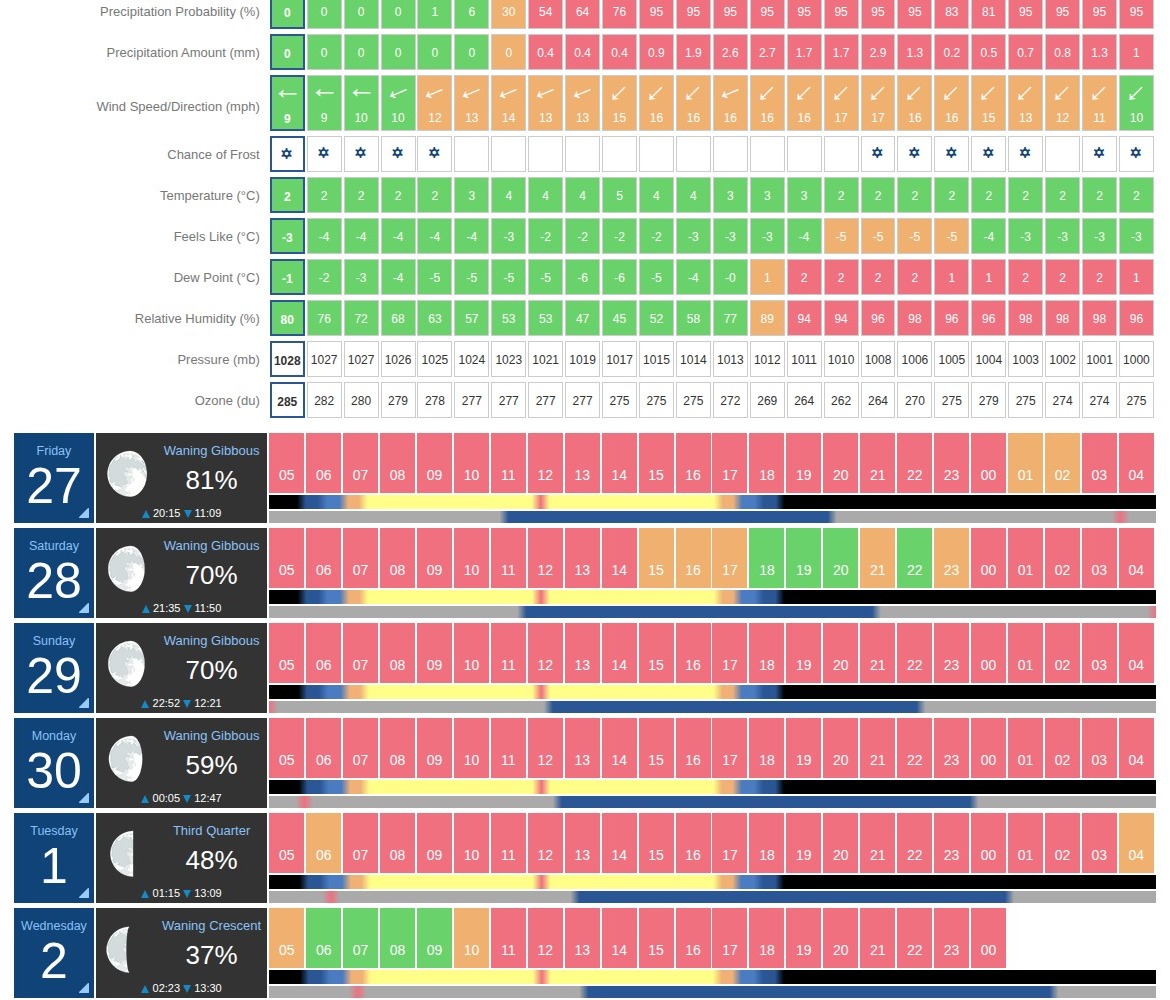 Precipitation Probability (%) 0 0 0 0 1 6 30 54 64 76 95 95 95 95 95 95 95 95 83 81 95 95 95 95
Precipitation Amount (mm) 0 0 0 0 0 0 0 0.4 0.4 0.4 0.9 1.9 2.6 2.7 1.7 1.7 2.9 1.3 0.2 0.5 0.7 0.8 1.3 1
Wind Speed/Direction (mph) 9 9 10 10 12 13 14 13 13 15 16 16 16 16 16 17 17 16 16 15 13 12 11 10
Chance of Frost
Temperature (°C) 2 2 2 2 2 3 4 4 4 5 4 4 3 3 3 2 2 2 2 2 2 2 2 2
Feels Like (°C) -3 -4 -4 -4 -4 -4 -3 -2 -2 -2 -2 -3 -3 -3 -4 -5 -5 -5 -5 -4 -3 -3 -3 -3
Dew Point (°C) -1 -2 -3 -4 -5 -5 -5 -5 -6 -6 -5 -4 -0 1 2 2 2 2 1 1 2 2 2 1
Relative Humidity (%) 80 76 72 68 63 57 53 53 47 45 52 58 77 89 94 94 96 98 96 96 98 98 98 96
Pressure (mb) 1028 1027 1027 1026 1025 1024 1023 1021 1019 1017 1015 1014 1013 1012 1011 1010 1008 1006 1005 1004 1003 1002 1001 1000
Ozone (du) 285 282 280 279 278 277 277 277 277 275 275 275 272 269 264 262 264 270 275 279 275 274 274 275
Friday Waning Gibbous
27 81% 05 06 07 08 09 10 11 12 13 14 15 16 17 18 19 20 21 22 23 00 01 02 03 04
20:15 11:09
Saturday Waning Gibbous
28 70% 05 06 07 08 09 10 11 12 13 14 15 16 17 18 19 20 21 22 23 00 01 02 03 04
21:35 11:50
Sunday Waning Gibbous
29 70% 05 06 07 08 09 10 11 12 13 14 15 16 17 18 19 20 21 22 23 00 01 02 03 04
22:52 12:21
Monday Waning Gibbous
30 59% 05 06 07 08 09 10 11 12 13 14 15 16 17 18 19 20 21 22 23 00 01 02 03 04
00:05 12:47
Tuesday Third Quarter
1 48% 05 06 07 08 09 10 11 12 13 14 15 16 17 18 19 20 21 22 23 00 01 02 03 04
01:15 13:09
Wednesday Waning Crescent
2 37% 05 06 07 08 09 10 11 12 13 14 15 16 17 18 19 20 21 22 23 00
02:23 13:30